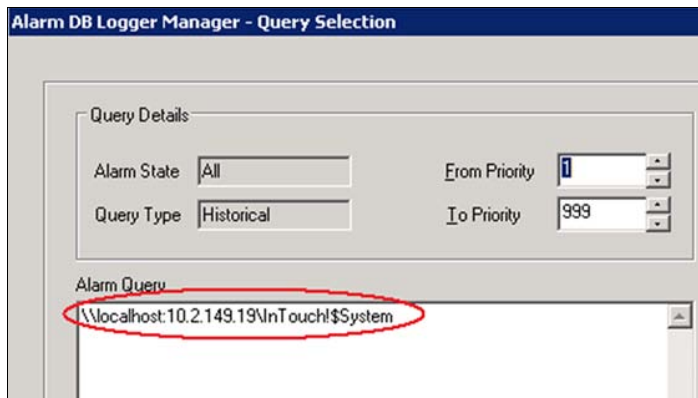 Alarm DB Logger Manager - Query Selection
Query Details
Alarm State All From Priority 1
Query Type Historical To Priority 999
Alarm Query
\\localhost:10.2.149.19\InTouch!$System